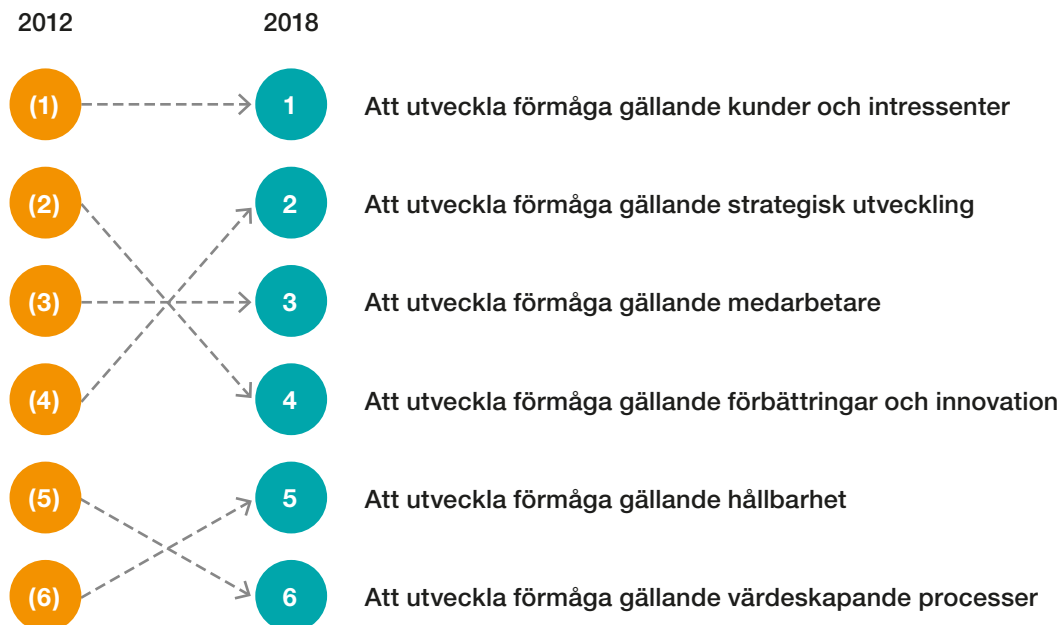 2012 2018
(1) 1 Att utveckla förmåga gällande kunder och intressenter
(2) 2 Att utveckla förmåga gällande strategisk utveckling
(3) 3 Att utveckla förmåga gällande medarbetare
(4) 4 Att utveckla förmåga gällande förbättringar och innovation
(5) 5 Att utveckla förmåga gällande hållbarhet
(6) 6 Att utveckla förmåga gällande värdeskapande processer